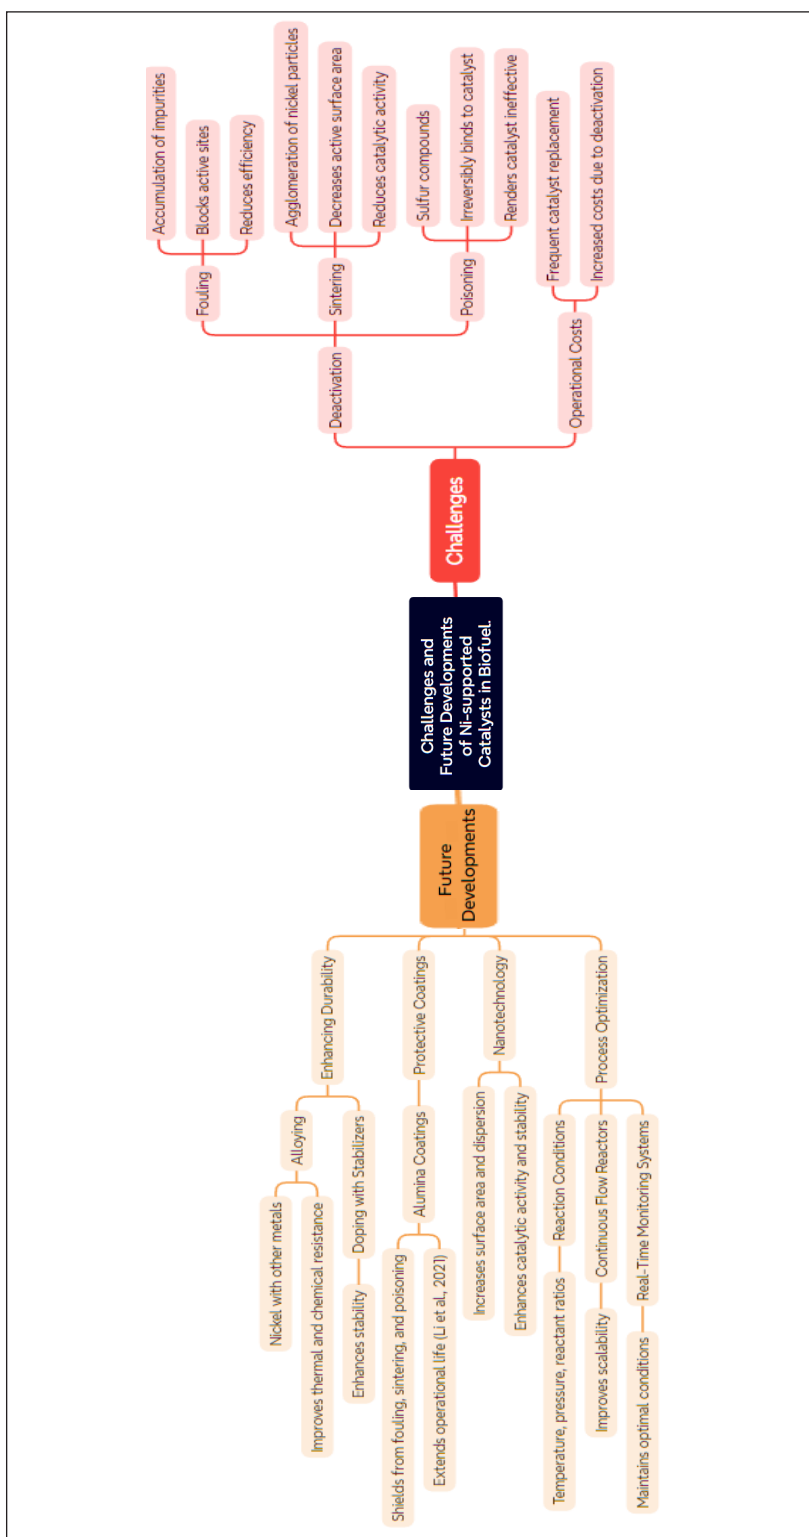 Challenges and
Future Developments
of Ni-supported
Catalysts in Biofuel.
Challenges
Deactivation
Fouling
Accumulation of impurities
Blocks active sites
Reduces efficiency
Sintering
Agglomeration of nickel particles
Decreases active surface area
Reduces catalytic activity
Poisoning
Sulfur compounds
Irreversibly binds to catalyst
Renders catalyst ineffective
Operational Costs
Frequent catalyst replacement
Increased costs due to deactivation
Future
Developments
Enhancing Durability
Alloying
Nickel with other metals
Improves thermal and chemical resistance
Doping with Stabilizers
Enhances stability
Protective Coatings
Alumina Coatings
Shields from fouling, sintering, and poisoning
Extends operational life (Li et al., 2021)
Nanotechnology
Increases surface area and dispersion
Enhances catalytic activity and stability
Process Optimization
Reaction Conditions
Temperature, pressure, reactant ratios
Continuous Flow Reactors
Improves scalability
Real-Time Monitoring Systems
Maintains optimal conditions